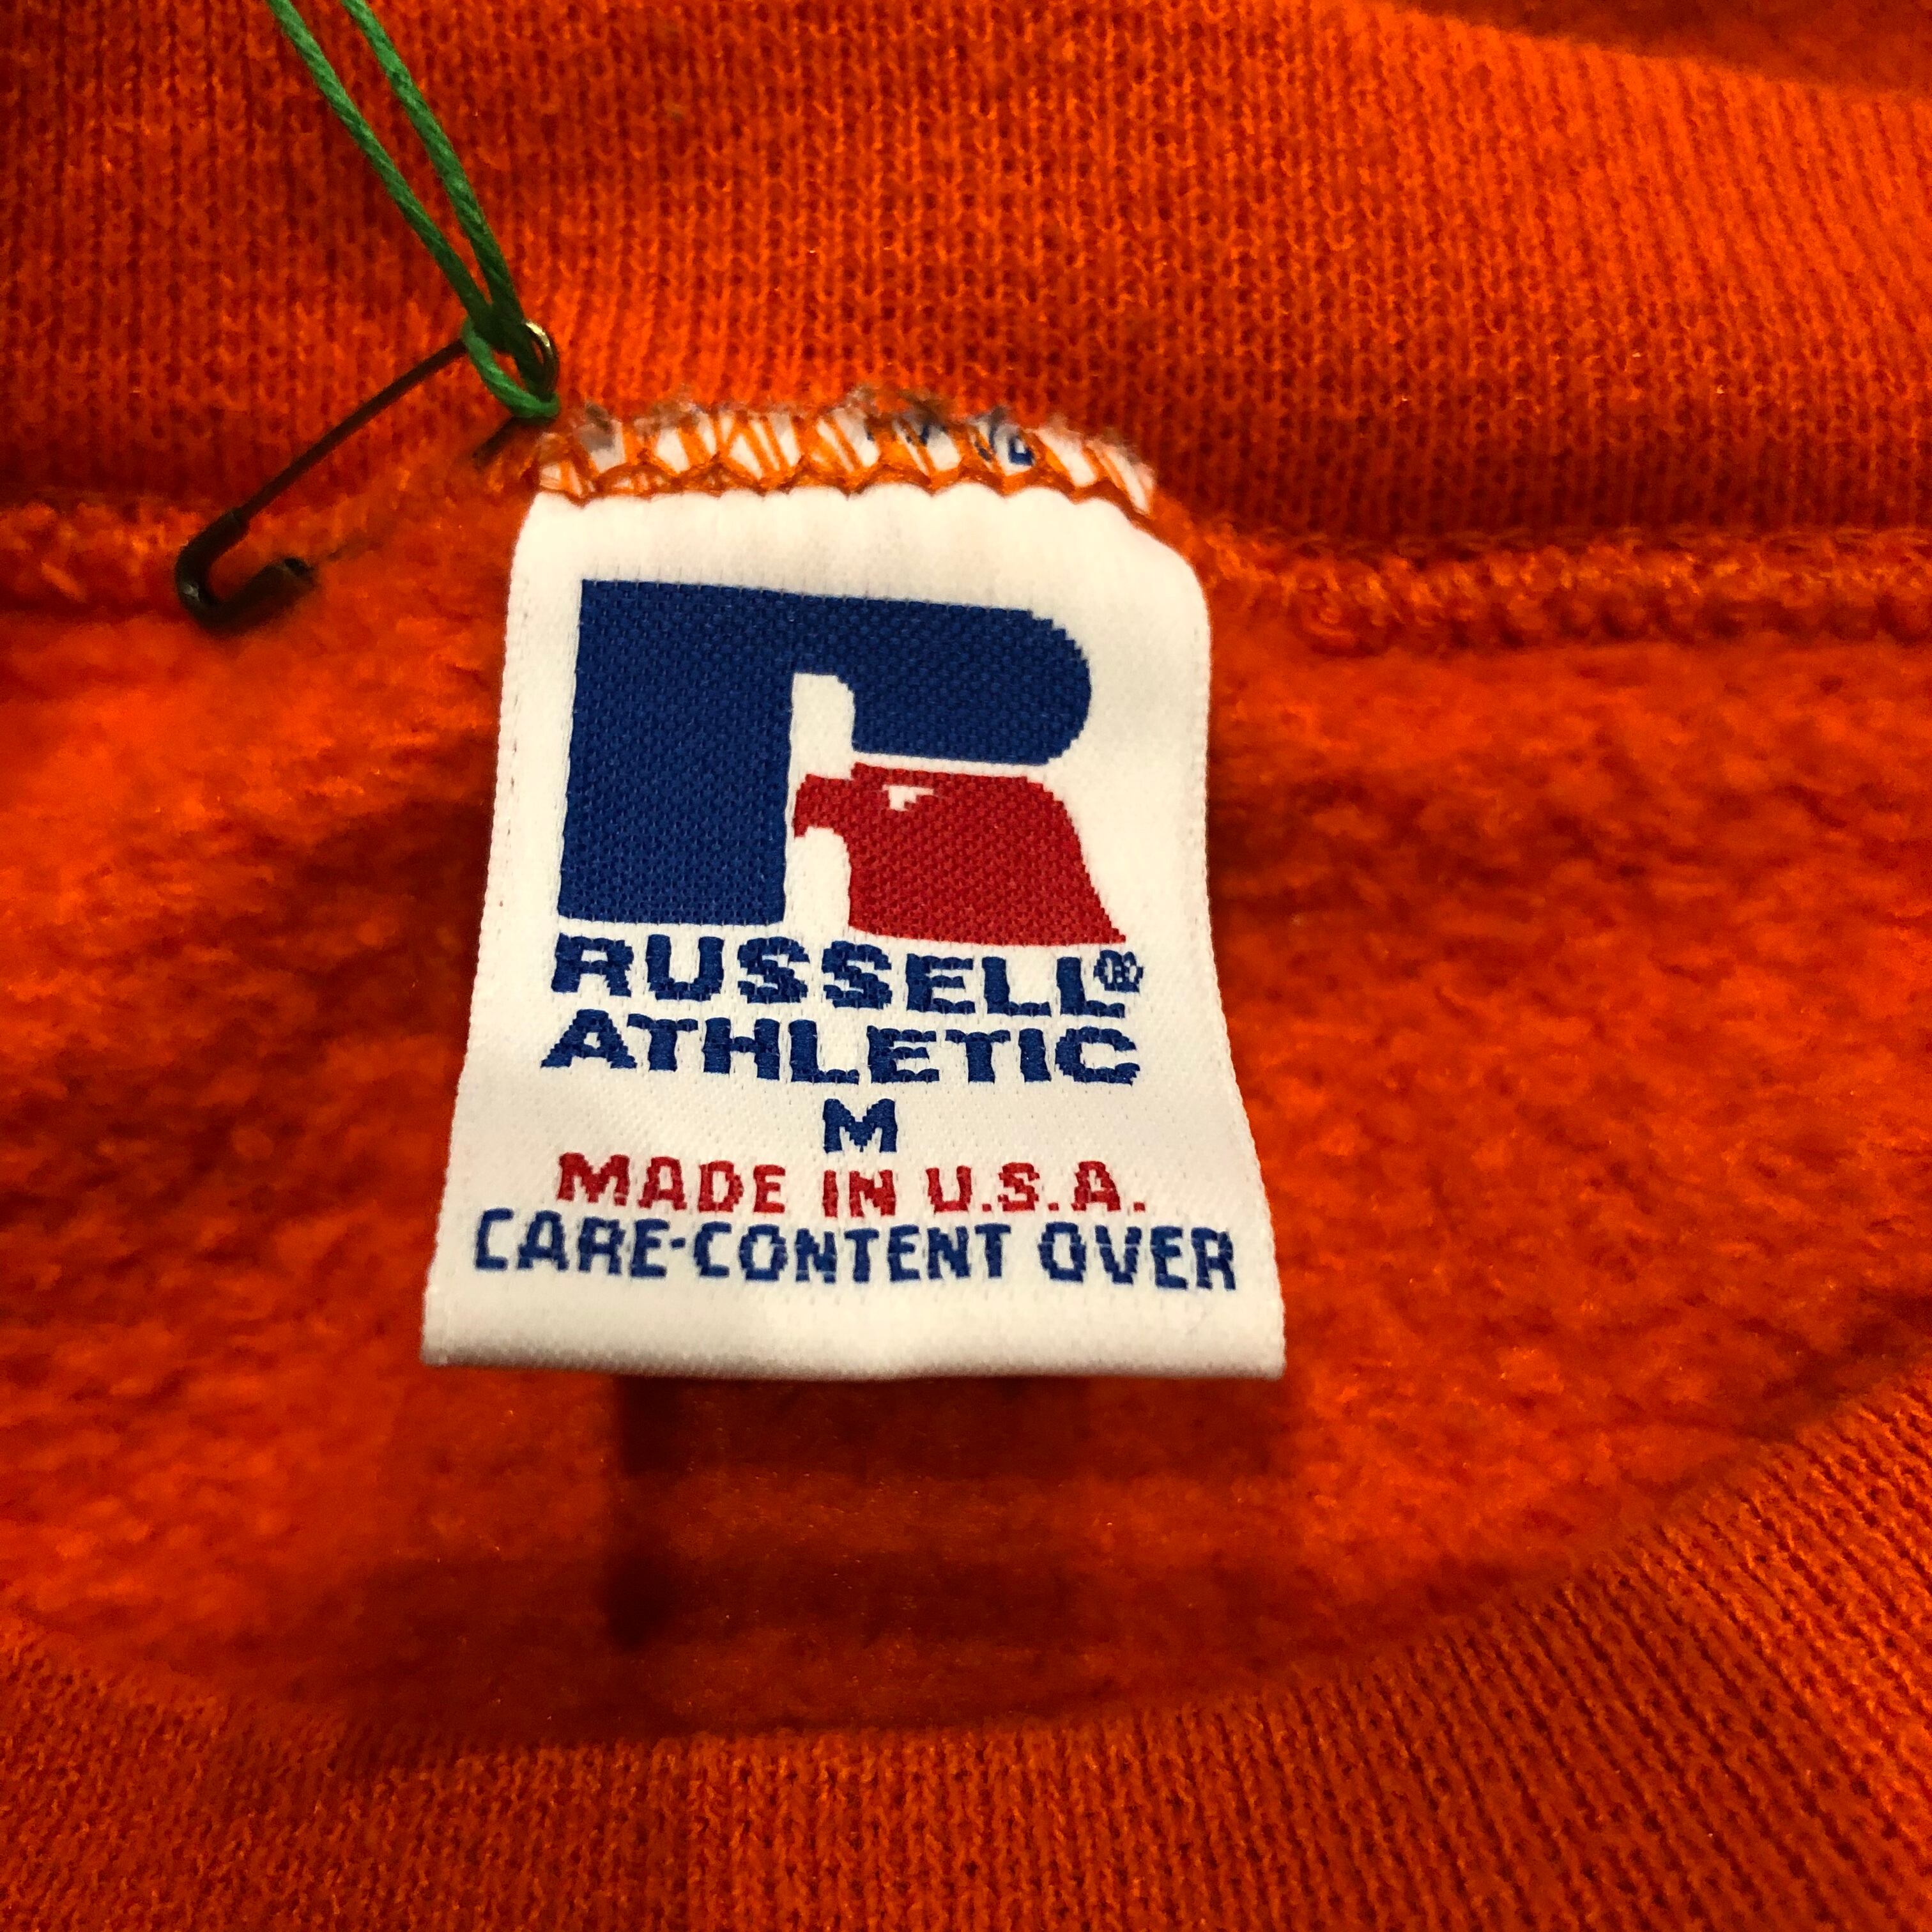 RUSSELL®
ATHLETIC
M
MADE IN U.S.A.
CARE-CONTENT OVER